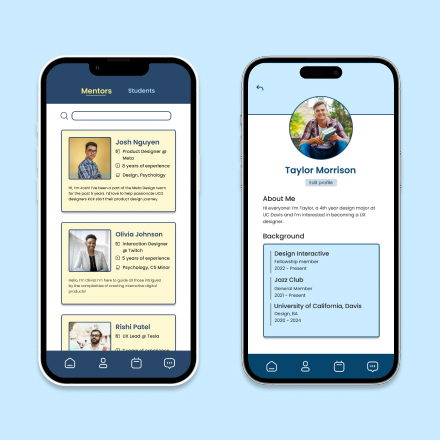 Mentors
Students
Josh Nguyen
Product Designer @
Meta
8 years of experience
Design, Psychology
Hi, I'm Josh! I've been a part of the Meta Design team
for the past 5 years. I'd love to help passionate UCD
designers kick start their product design journey.
Olivia Johnson
Interaction Designer
@ Twitch
5 years of experience
Psychology, CS Minor
Hello, I'm Olivia! I'm here to guide all those intrigued
by the complexities of creating interactive digital
products!
Rishi Patel
UX Lead @ Tesla
years of experience
Taylor Morrison
Edit profile
About Me
Hi everyone! I'm Taylor, a 4th year design major at
UC Davis and I'm interested in becoming a UX
designer.
Background
Design Interactive
Fellowship member
2022 - Present
Jazz Club
General Member
2021 - Present
University of California, Davis
Design, BA
2020 - 2024